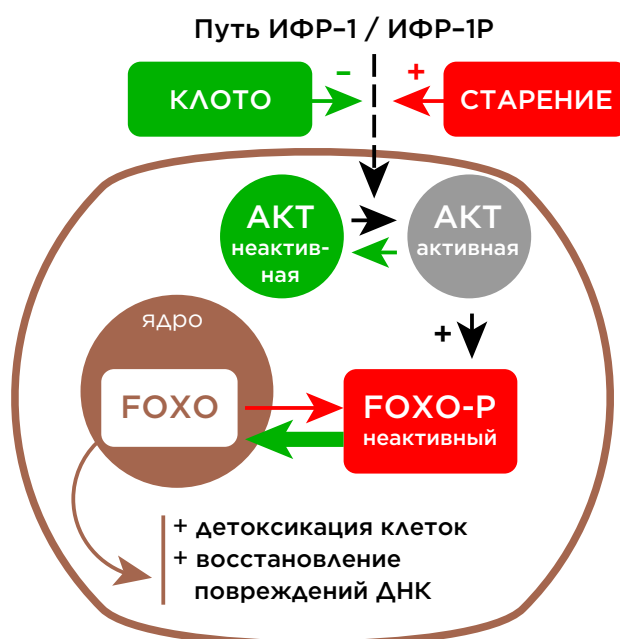 Путь ИФР-1 / ИФР-1Р
КЛОТО
-
+
СТАРЕНИЕ
АКТ
неактив-
ная
АКТ
активная
+
ядро
FOXO
FOXO-P
неактивный
+ детоксикация клеток
+ восстановление
повреждений ДНК